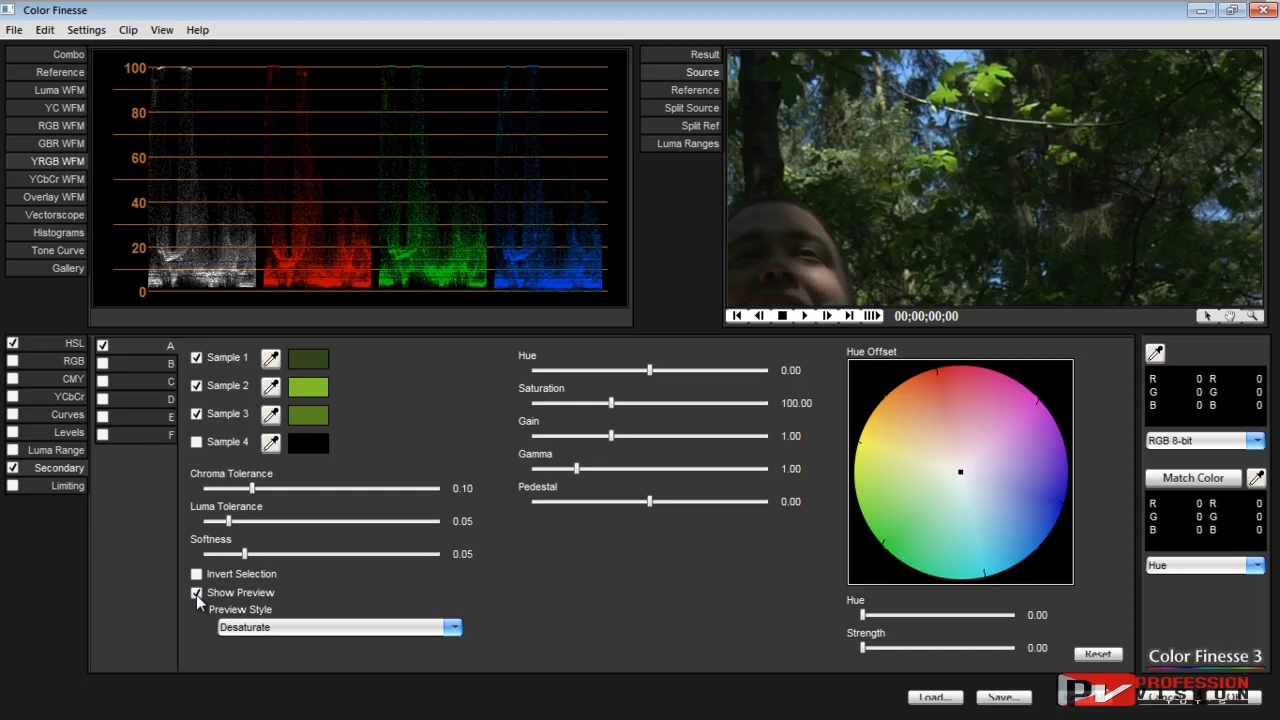 Color Finesse
File Edit Settings Clip View Help
Combo
Reference
Luma WFM
YC WFM
RGB WFM
GBR WFM
YRGB WFM
YCbCr WFM
Overlay WFM
Vectorscope
Histograms
Tone Curve
Gallery
100
80
60
40
20
0
Result
Source
Reference
Split Source
Split Ref
Luma Ranges
00;00;00;00
HSL
RGB
CMY
YCbCr
Curves
Levels
Luma Range
Secondary
Limiting
A
B
C
D
E
F
Sample 1
Sample 2
Sample 3
Sample 4
Chroma Tolerance
0.10
Luma Tolerance
0.05
Softness
0.05
Invert Selection
Show Preview
Preview Style
Desaturate
Hue
0.00
Saturation
100.00
Gain
1.00
Gamma
1.00
Pedestal
0.00
Hue Offset
Hue
0.00
Strength
0.00
Reset
R 0 R 0
G 0 G 0
B 0 B 0
RGB 8-bit
Match Color
R 0 R 0
G 0 G 0
B 0 B 0
Hue
Color Finesse 3
Load... Save...
PROFESSION
VISION
TUTS